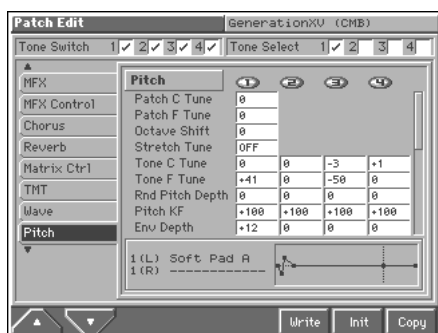 Patch Edit GenerationXV (CMB)
Tone Switch 1 2 3 4 Tone Select 1 2 3 4
MFX
MFX Control
Chorus
Reverb
Matrix Ctrl
TMT
Wave
Pitch
Pitch 1 2 3 4
Patch C Tune 0
Patch F Tune 0
Octave Shift 0
Stretch Tune OFF
Tone C Tune 0 0 -3 +1
Tone F Tune +41 0 -50 0
Rnd Pitch Depth 0 0 0 0
Pitch KF +100 +100 +100 +100
Env Depth +12 0 0 0
1(L) Soft Pad A
1(R) ------------
Write Init Copy